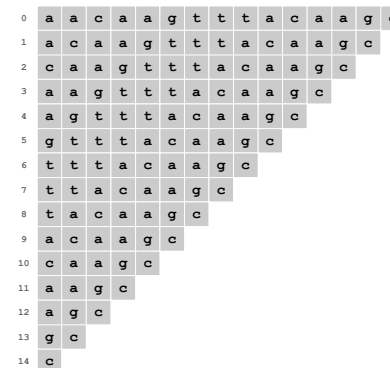 0 a a c a a g t t t a c a a g c
1 a c a a g t t t a c a a g c
2 c a a g t t t a c a a g c
3 a a g t t t a c a a g c
4 a g t t t a c a a g c
5 g t t t a c a a g c
6 t t t a c a a g c
7 t t a c a a g c
8 t a c a a g c
9 a c a a g c
10 c a a g c
11 a a g c
12 a g c
13 g c
14 c